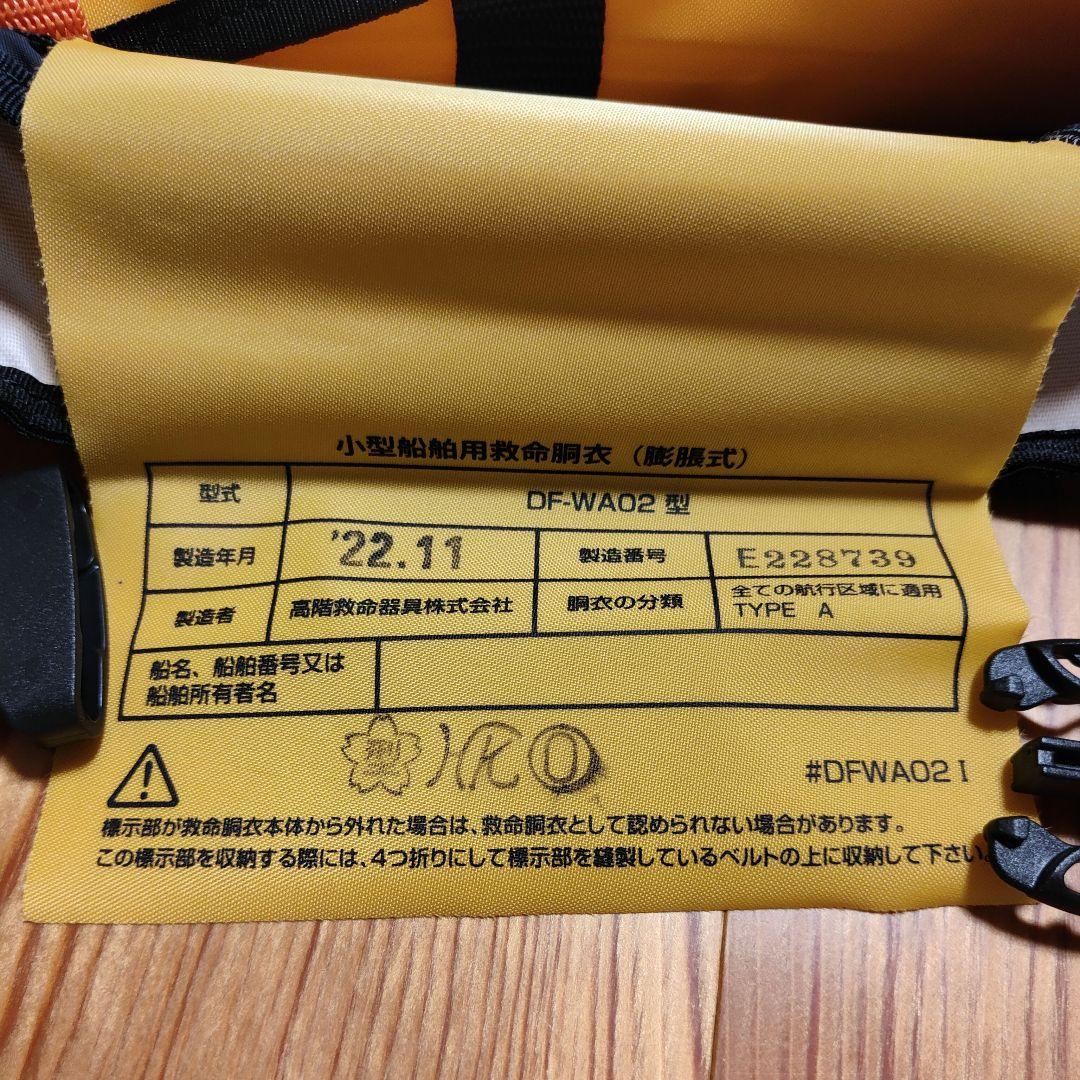 小型船舶用救命胴衣（膨脹式）
型式 DF-WA02 型
製造年月 '22.11 製造番号 E228739
製造者 高階救命器具株式会社 胴衣の分類 全ての航行区域に適用
TYPE A
船名、船舶番号又は
船舶所有者名
#DFWA02 I
標示部が救命胴衣本体から外れた場合は、救命胴衣として認められない場合があります。
この標示部を収納する際には、4つ折りにして標示部を縫製しているベルトの上に収納して下さい。